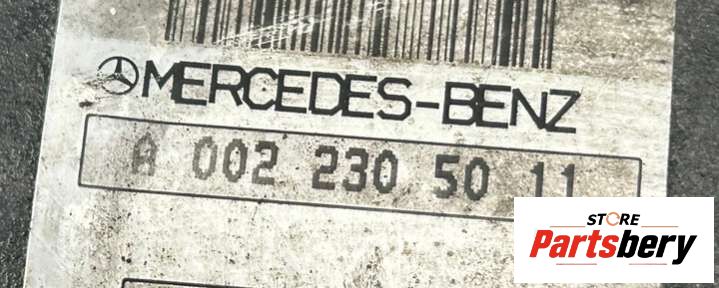 MERCEDES-BENZ
A 002 230 50 11
STORE
Partsbery